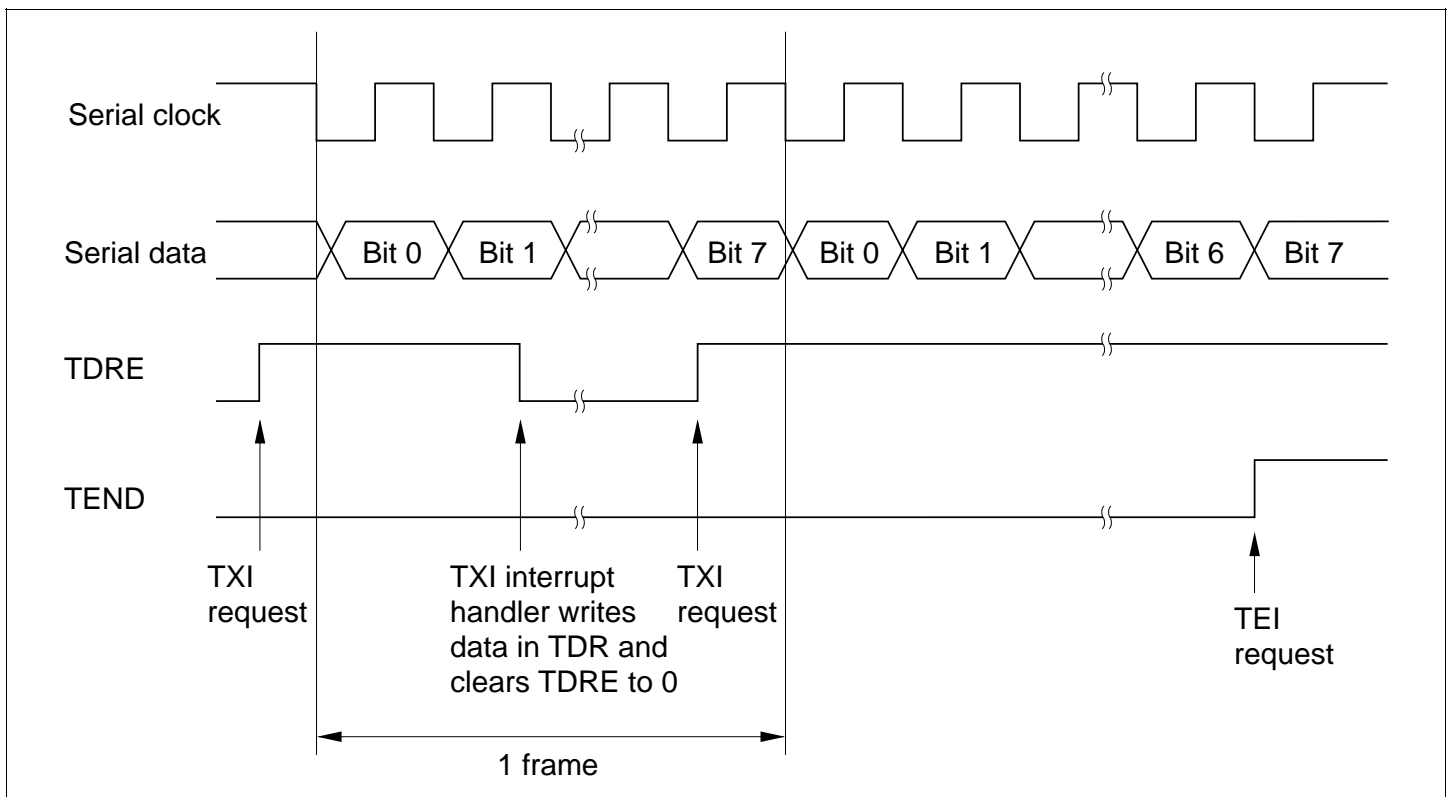 Serial clock
Serial data
Bit 0
Bit 1
Bit 7
Bit 0
Bit 1
Bit 6
Bit 7
TDRE
TEND
TXI
request
TXI interrupt
handler writes
data in TDR and
clears TDRE to 0
TXI
request
TEI
request
1 frame